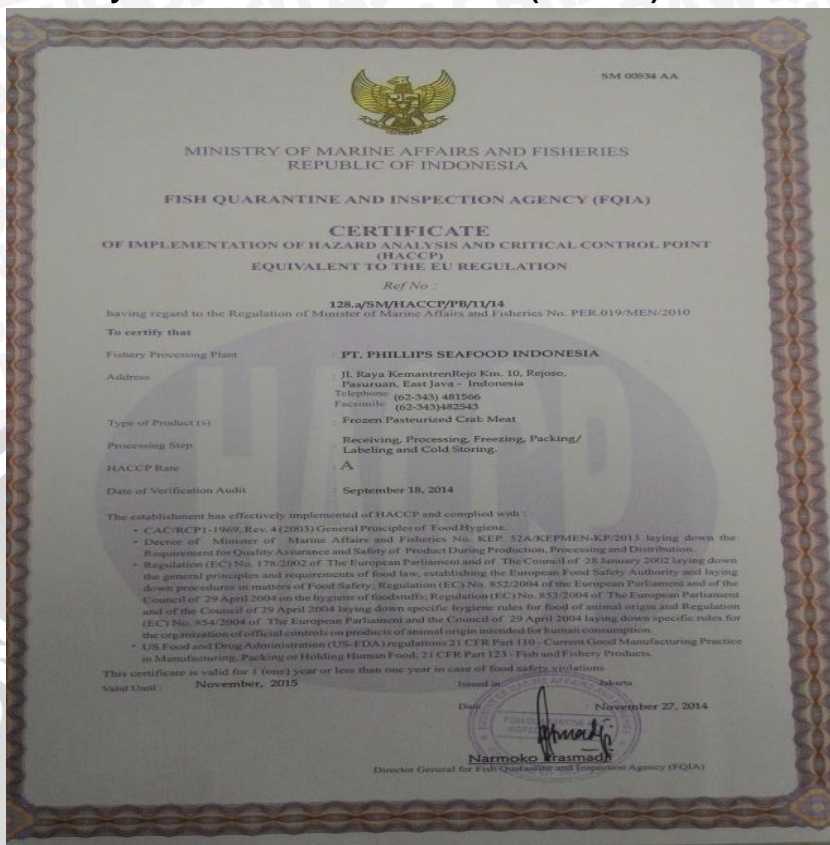 SM 00534 AA
MINISTRY OF MARINE AFFAIRS AND FISHERIES
REPUBLIC OF INDONESIA
FISH QUARANTINE AND INSPECTION AGENCY (FQIA)
CERTIFICATE
OF IMPLEMENTATION OF HAZARD ANALYSIS AND CRITICAL CONTROL POINT
(HACCP)
EQUIVALENT TO THE EU REGULATION
Ref No :
128.a/SM/HACCP/PB/11/14
having regard to the Regulation of Minister of Marine Affairs and Fisheries No. PER.019/MEN/2010
To certify that
Fishery Processing Plant : PT. PHILLIPS SEAFOOD INDONESIA
Address : Jl. Raya KemantrenRejo Km. 10, Rejoso,
Pasuruan, East Java - Indonesia
Telephone: (62-343) 481566
Facsimile: (62-343)482543
Type of Product (s) : Frozen Pasteurized Crab Meat
Processing Step : Receiving, Processing, Freezing, Packing/
Labeling and Cold Storing.
HACCP Rate : A
Date of Verification Audit : September 18, 2014
The establishment has effectively implemented of HACCP and complied with :
• CAC/RCP1-1969, Rev. 4 (2003) General Principles of Food Hygiene.
• Decree of Minister of Marine Affairs and Fisheries No. KEP. 52A/KEPMEN-KP/2013 laying down the
Requirement for Quality Assurance and Safety of Product During Production, Processing and Distribution.
• Regulation (EC) No. 178/2002 of The European Parliament and of The Council of 28 January 2002 laying down
the general principles and requirements of food law, establishing the European Food Safety Authority and laying
down procedures in matters of Food Safety; Regulation (EC) No. 852/2004 of the European Parliament and of the
Council of 29 April 2004 on the hygiene of foodstuffs; Regulation (EC) No. 853/2004 of The European Parliament
and of the Council of 29 April 2004 laying down specific hygiene rules for food of animal origin and Regulation
(EC) No. 854/2004 of The European Parliament and the Council of 29 April 2004 laying down specific rules for
the organization of official controls on products of animal origin intended for human consumption.
• US Food and Drug Administration (US-FDA) regulations 21 CFR Part 110 - Current Good Manufacturing Practice
in Manufacturing, Packing or Holding Human Food; 21 CFR Part 123 - Fish and Fishery Products.
This certificate is valid for 1 (one) year or less than one year in case of food safety violations
Valid Until : November, 2015
Issued in : Jakarta
Date : November 27, 2014
Narmoko Prasmadji
Director General for Fish Quarantine and Inspection Agency (FQIA)
HACCP